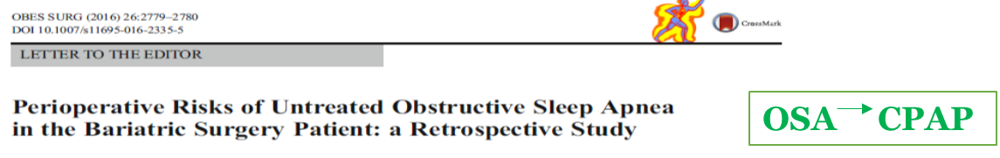 OBES SURG (2016) 26:2779–2780
DOI 10.1007/s11695-016-2335-5
CrossMark
LETTER TO THE EDITOR
Perioperative Risks of Untreated Obstructive Sleep Apnea
in the Bariatric Surgery Patient: a Retrospective Study
OSA→CPAP